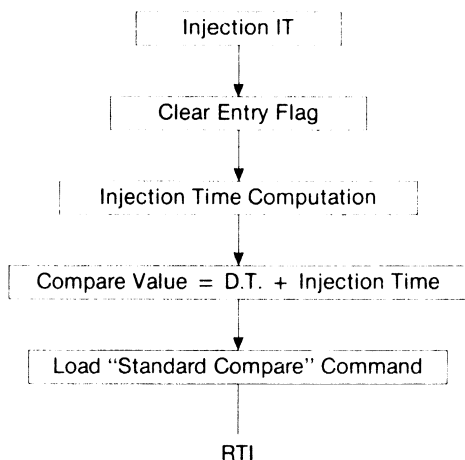 Injection IT
Clear Entry Flag
Injection Time Computation
Compare Value = D.T. + Injection Time
Load “Standard Compare” Command
RTI